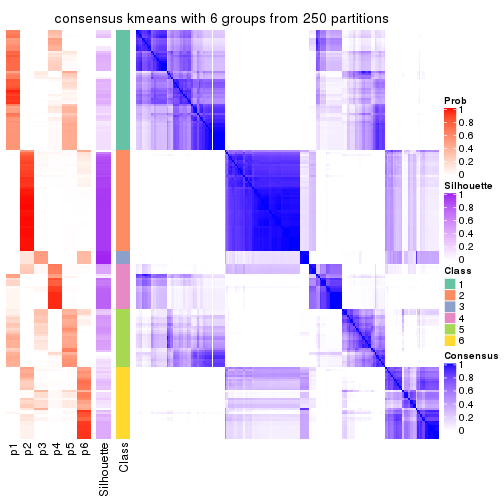 consensus kmeans with 6 groups from 250 partitions
Prob
1
0.8
0.6
0.4
0.2
0
Silhouette
1
0.8
0.6
0.4
0.2
0
Class
1
2
3
4
5
6
Consensus
1
0.8
0.6
0.4
0.2
0
p1
p2
p3
p4
p5
p6
Silhouette
Class